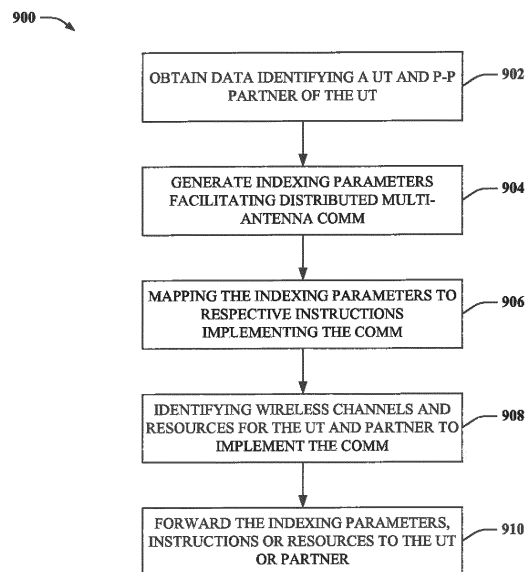 900
OBTAIN DATA IDENTIFYING A UT AND P-P
PARTNER OF THE UT
902
GENERATE INDEXING PARAMETERS
FACILITATING DISTRIBUTED MULTI-
ANTENNA COMM
904
MAPPING THE INDEXING PARAMETERS TO
RESPECTIVE INSTRUCTIONS
IMPLEMENTING THE COMM
906
IDENTIFYING WIRELESS CHANNELS AND
RESOURCES FOR THE UT AND PARTNER TO
IMPLEMENT THE COMM
908
FORWARD THE INDEXING PARAMETERS,
INSTRUCTIONS OR RESOURCES TO THE UT
OR PARTNER
910